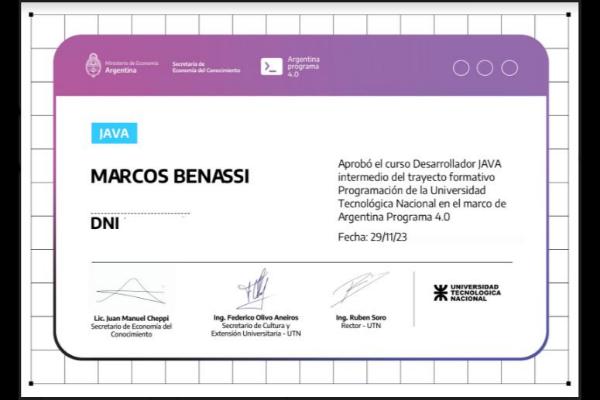 Ministerio de Economía
Argentina
Secretaría de
Economía del Conocimiento
Argentina
programa
4.0
JAVA
MARCOS BENASSI
DNI
Aprobó el curso Desarrollador JAVA
intermedio del trayecto formativo
Programación de la Universidad
Tecnológica Nacional en el marco de
Argentina Programa 4.0
Fecha: 29/11/23
Lic. Juan Manuel Cheppi
Secretario de Economía del
Conocimiento
Ing. Federico Olivo Aneiros
Secretario de Cultura y
Extensión Universitaria - UTN
Ing. Ruben Soro
Rector - UTN
UNIVERSIDAD
TECNOLOGICA
NACIONAL